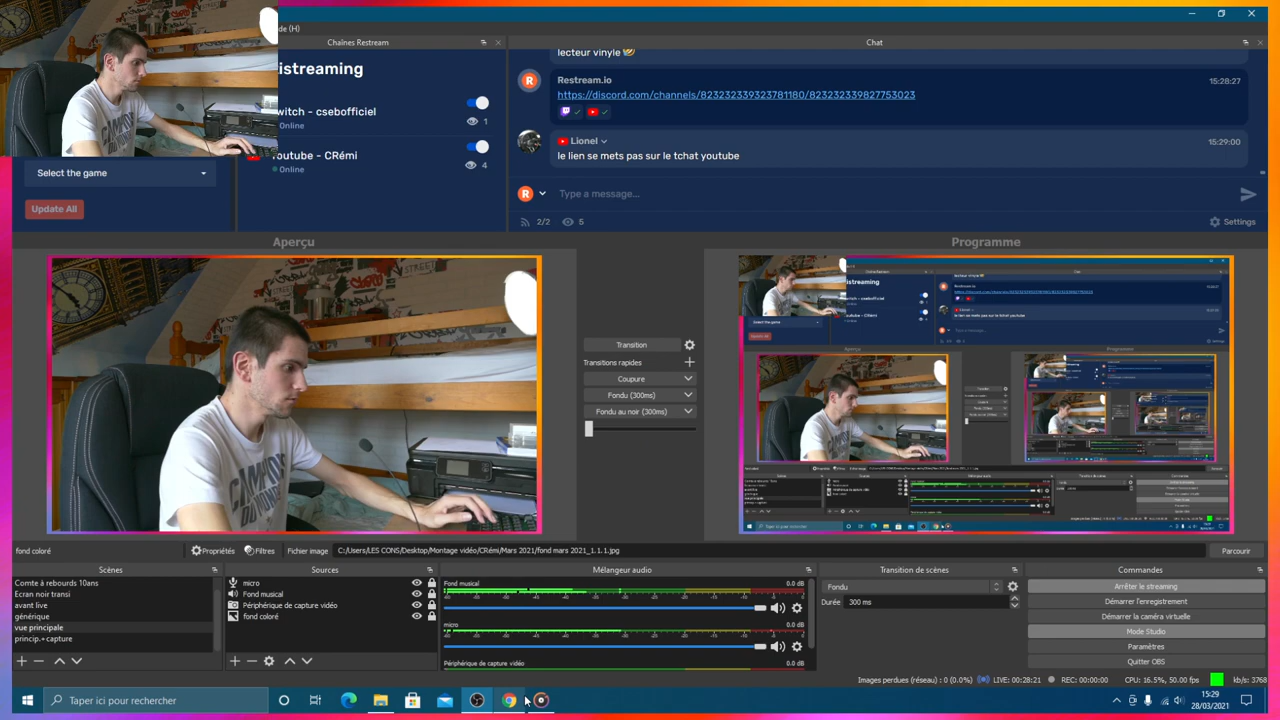 de (H)
Chaînes Restream
Chat
istreaming
witch - csebofficiel
Online
1
outube - CRémi
Online
4
Select the game
Update All
lecteur vinyle 🤣
Restream.io
15:28:27
https://discord.com/channels/823232339323781180/823232339827753023
Lionel
15:29:00
le lien se mets pas sur le tchat youtube
Type a message...
2/2
5
Settings
Aperçu
Programme
Transition
Transitions rapides
Coupure
Fondu (300ms)
Fondu au noir (300ms)
fond coloré
Propriétés
Filtres
Fichier image
C:/Users/LES CONS/Desktop/Montage vidéo/CRémi/Mars 2021/fond mars 2021_1.1.1.jpg
Parcourir
Scènes
Comte à rebours 10ans
Ecran noir transi
avant live
générique
vue principale
princip.+capture
Sources
micro
Fond musical
Périphérique de capture vidéo
fond coloré
Mélangeur audio
Fond musical
0.0 dB
micro
0.0 dB
Périphérique de capture vidéo
0.0 dB
Transition de scènes
Fondu
Durée
300 ms
Commandes
Arrêter le streaming
Démarrer l'enregistrement
Démarrer la caméra virtuelle
Mode Studio
Paramètres
Quitter OBS
Images perdues (réseau) : 0 (0.0%)
LIVE: 00:28:21
REC: 00:00:00
CPU: 16.5%, 50.00 fps
kb/s: 3768
Taper ici pour rechercher
15:29
28/03/2021